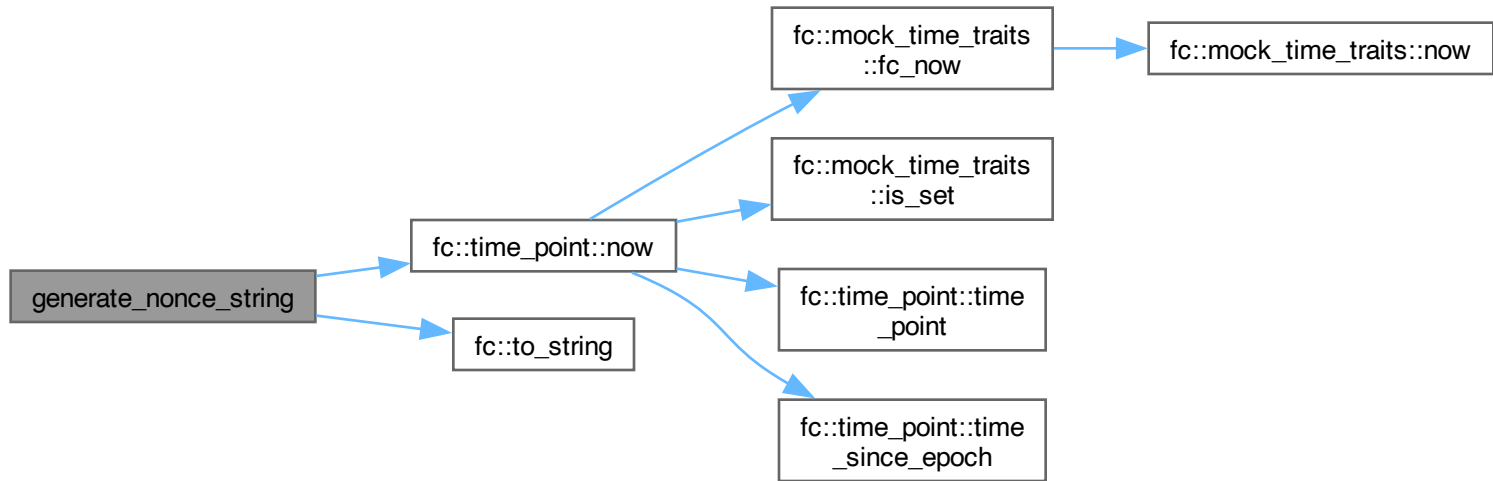 generate_nonce_string
fc::time_point::now
fc::to_string
fc::mock_time_traits
::fc_now
fc::mock_time_traits
::is_set
fc::time_point::time
_point
fc::time_point::time
_since_epoch
fc::mock_time_traits::now